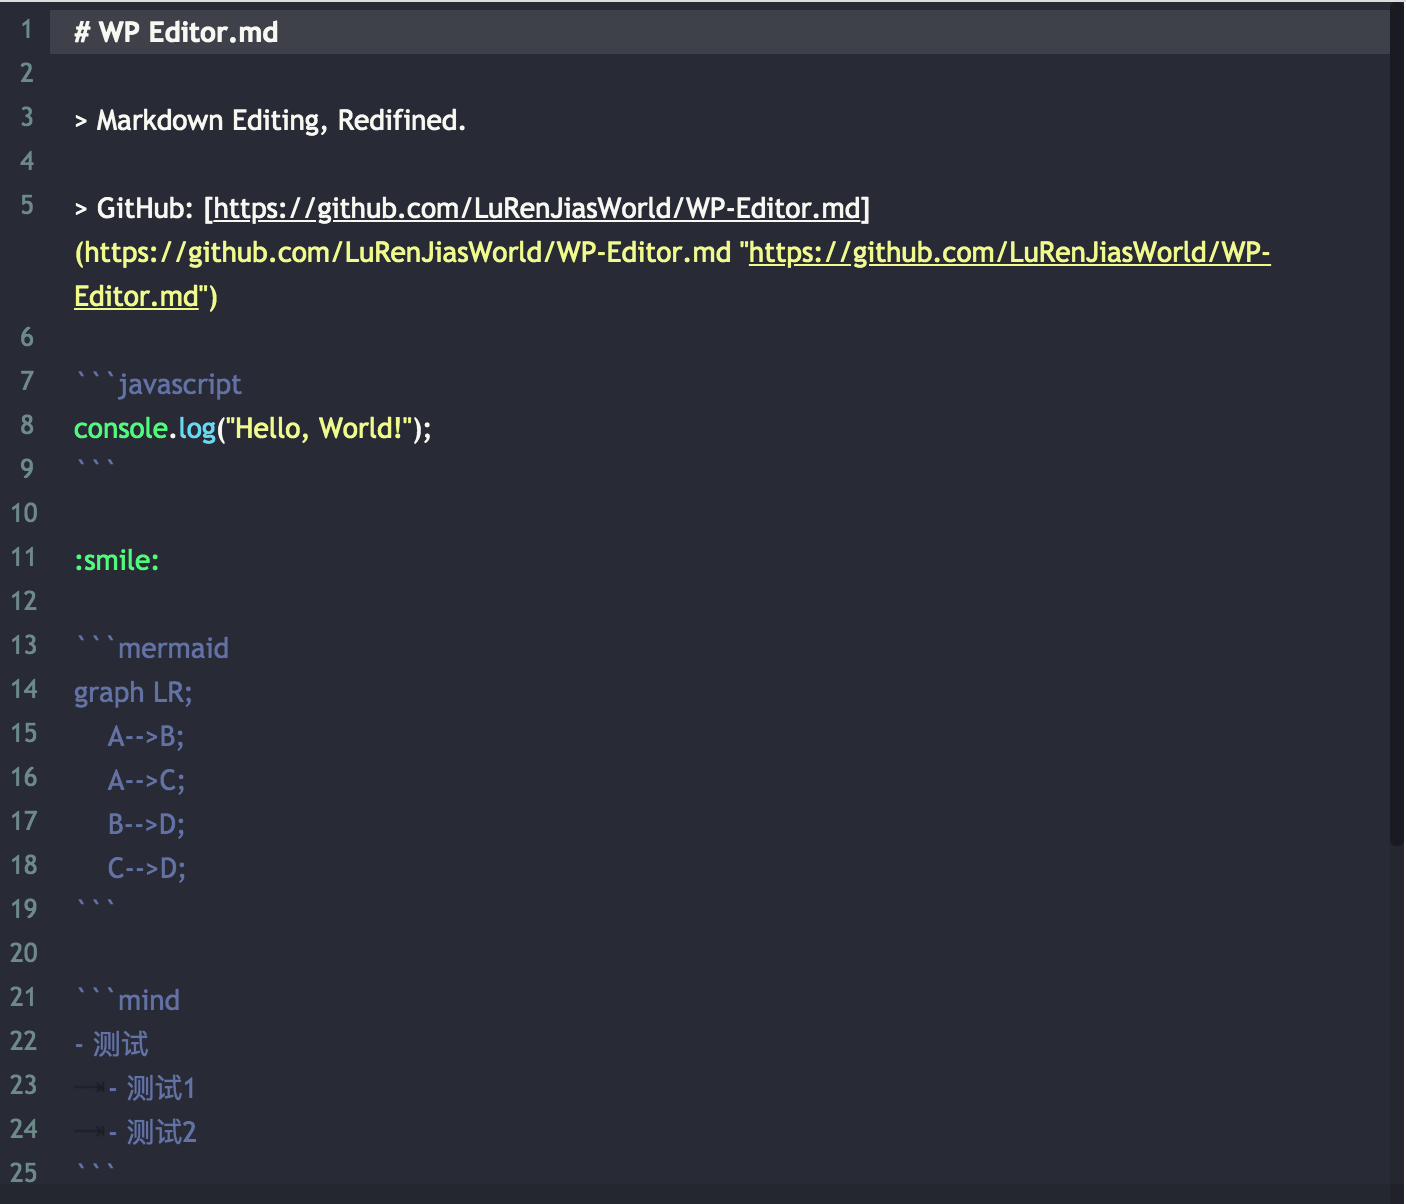 1 # WP Editor.md
2
3 > Markdown Editing, Redifined.
4
5 > GitHub: [https://github.com/LuRenJiasWorld/WP-Editor.md]
(https://github.com/LuRenJiasWorld/WP-Editor.md "https://github.com/LuRenJiasWorld/WP-
Editor.md")
6
7 ```javascript
8 console.log("Hello, World!");
9 ```
10
11 :smile:
12
13 ```mermaid
14 graph LR;
15     A-->B;
16     A-->C;
17     B-->D;
18     C-->D;
19 ```
20
21 ```mind
22 - 测试
23     - 测试1
24     - 测试2
25 ```